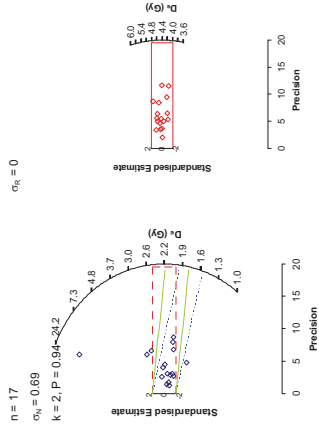 n = 17
σN = 0.69
k = 2, P = 0.94
24.2
7.3
4.8
3.7
3.0
2.6
2.2
1.9
1.6
1.3
1.0
De (Gy)
Standardised Estimate
2
0
-2
0 5 10 15 20
Precision
σR = 0
6.0
5.4
4.8
4.4
4.0
3.6
De (Gy)
Standardised Estimate
2
0
-2
0 5 10 15 20
Precision